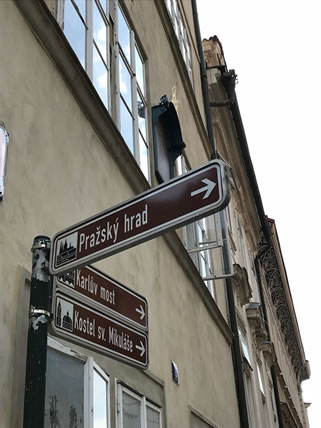 Pražský hrad
Karlův most
Kostel sv. Mikuláše